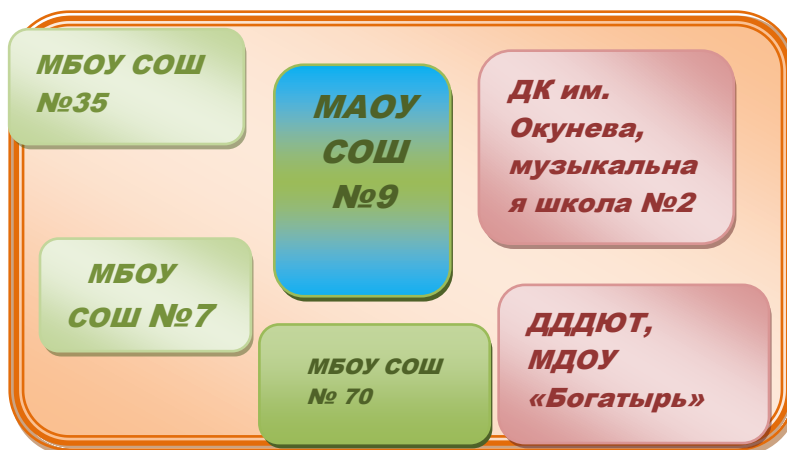 МБОУ СОШ
№35
МАОУ
СОШ
№9
ДК им.
Окунева,
музыкальна
я школа №2
МБОУ
СОШ №7
МБОУ СОШ
№ 70
ДДДЮТ,
МДОУ
«Богатырь»